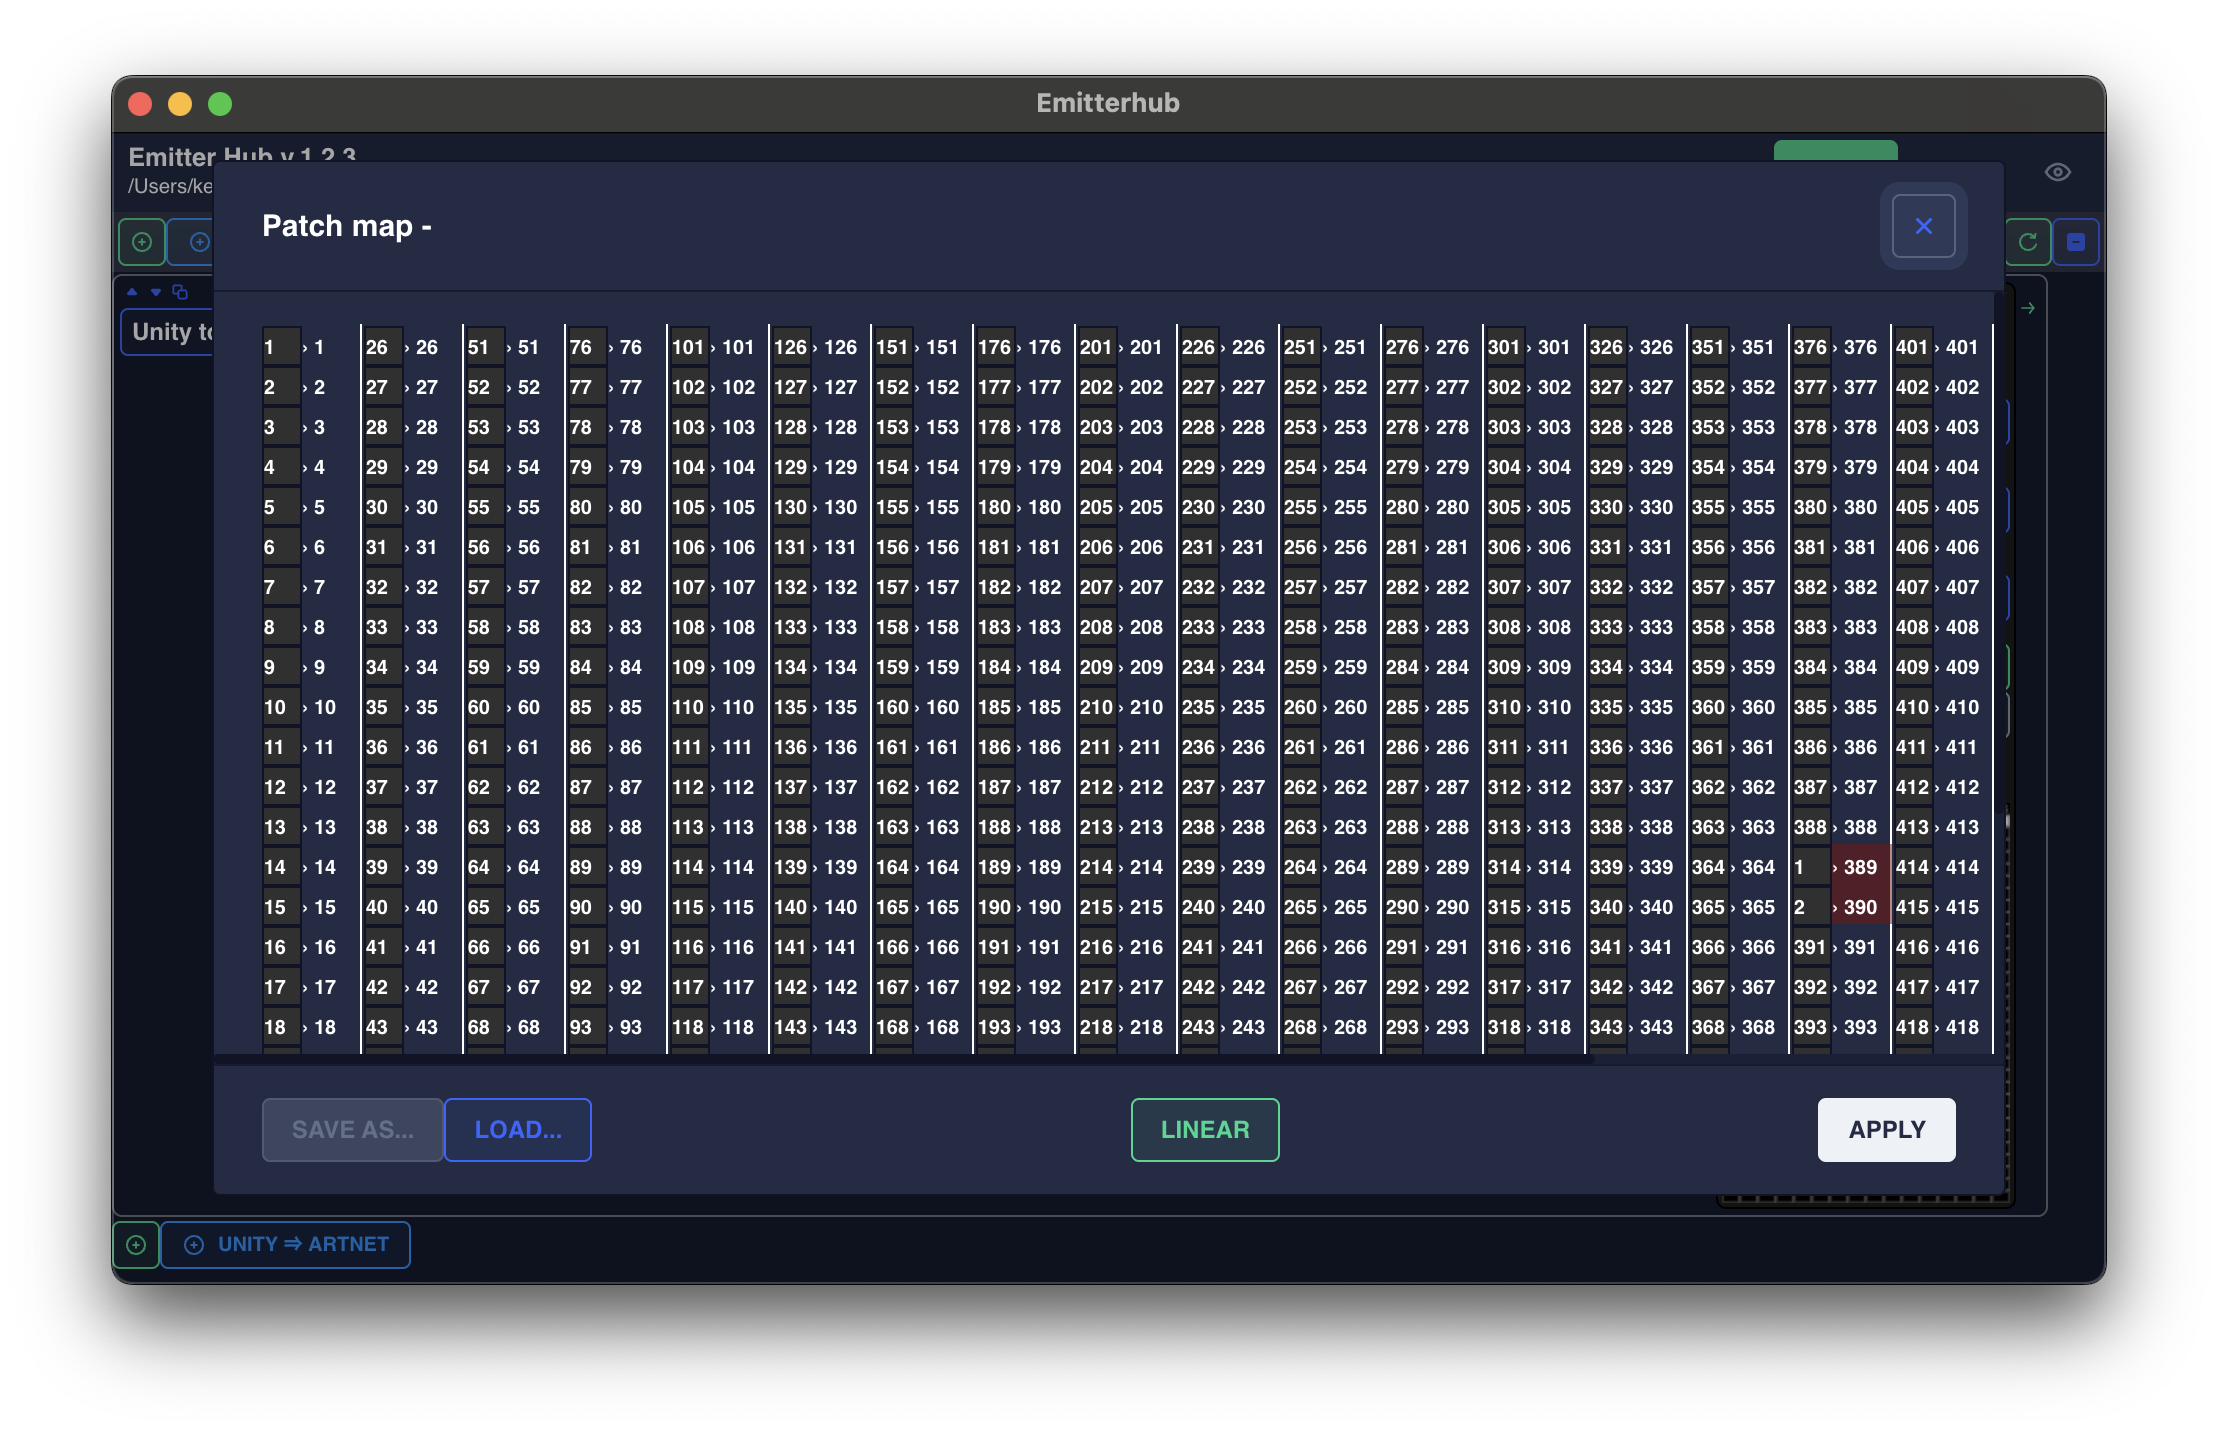 Emitterhub
Emitter Hub v 1.2.3
/Users/ke
Unity to
Patch map -
1 › 1 26 › 26 51 › 51 76 › 76 101 › 101 126 › 126 151 › 151 176 › 176 201 › 201 226 › 226 251 › 251 276 › 276 301 › 301 326 › 326 351 › 351 376 › 376 401 › 401
2 › 2 27 › 27 52 › 52 77 › 77 102 › 102 127 › 127 152 › 152 177 › 177 202 › 202 227 › 227 252 › 252 277 › 277 302 › 302 327 › 327 352 › 352 377 › 377 402 › 402
3 › 3 28 › 28 53 › 53 78 › 78 103 › 103 128 › 128 153 › 153 178 › 178 203 › 203 228 › 228 253 › 253 278 › 278 303 › 303 328 › 328 353 › 353 378 › 378 403 › 403
4 › 4 29 › 29 54 › 54 79 › 79 104 › 104 129 › 129 154 › 154 179 › 179 204 › 204 229 › 229 254 › 254 279 › 279 304 › 304 329 › 329 354 › 354 379 › 379 404 › 404
5 › 5 30 › 30 55 › 55 80 › 80 105 › 105 130 › 130 155 › 155 180 › 180 205 › 205 230 › 230 255 › 255 280 › 280 305 › 305 330 › 330 355 › 355 380 › 380 405 › 405
6 › 6 31 › 31 56 › 56 81 › 81 106 › 106 131 › 131 156 › 156 181 › 181 206 › 206 231 › 231 256 › 256 281 › 281 306 › 306 331 › 331 356 › 356 381 › 381 406 › 406
7 › 7 32 › 32 57 › 57 82 › 82 107 › 107 132 › 132 157 › 157 182 › 182 207 › 207 232 › 232 257 › 257 282 › 282 307 › 307 332 › 332 357 › 357 382 › 382 407 › 407
8 › 8 33 › 33 58 › 58 83 › 83 108 › 108 133 › 133 158 › 158 183 › 183 208 › 208 233 › 233 258 › 258 283 › 283 308 › 308 333 › 333 358 › 358 383 › 383 408 › 408
9 › 9 34 › 34 59 › 59 84 › 84 109 › 109 134 › 134 159 › 159 184 › 184 209 › 209 234 › 234 259 › 259 284 › 284 309 › 309 334 › 334 359 › 359 384 › 384 409 › 409
10 › 10 35 › 35 60 › 60 85 › 85 110 › 110 135 › 135 160 › 160 185 › 185 210 › 210 235 › 235 260 › 260 285 › 285 310 › 310 335 › 335 360 › 360 385 › 385 410 › 410
11 › 11 36 › 36 61 › 61 86 › 86 111 › 111 136 › 136 161 › 161 186 › 186 211 › 211 236 › 236 261 › 261 286 › 286 311 › 311 336 › 336 361 › 361 386 › 386 411 › 411
12 › 12 37 › 37 62 › 62 87 › 87 112 › 112 137 › 137 162 › 162 187 › 187 212 › 212 237 › 237 262 › 262 287 › 287 312 › 312 337 › 337 362 › 362 387 › 387 412 › 412
13 › 13 38 › 38 63 › 63 88 › 88 113 › 113 138 › 138 163 › 163 188 › 188 213 › 213 238 › 238 263 › 263 288 › 288 313 › 313 338 › 338 363 › 363 388 › 388 413 › 413
14 › 14 39 › 39 64 › 64 89 › 89 114 › 114 139 › 139 164 › 164 189 › 189 214 › 214 239 › 239 264 › 264 289 › 289 314 › 314 339 › 339 364 › 364 1 › 389 414 › 414
15 › 15 40 › 40 65 › 65 90 › 90 115 › 115 140 › 140 165 › 165 190 › 190 215 › 215 240 › 240 265 › 265 290 › 290 315 › 315 340 › 340 365 › 365 2 › 390 415 › 415
16 › 16 41 › 41 66 › 66 91 › 91 116 › 116 141 › 141 166 › 166 191 › 191 216 › 216 241 › 241 266 › 266 291 › 291 316 › 316 341 › 341 366 › 366 391 › 391 416 › 416
17 › 17 42 › 42 67 › 67 92 › 92 117 › 117 142 › 142 167 › 167 192 › 192 217 › 217 242 › 242 267 › 267 292 › 292 317 › 317 342 › 342 367 › 367 392 › 392 417 › 417
18 › 18 43 › 43 68 › 68 93 › 93 118 › 118 143 › 143 168 › 168 193 › 193 218 › 218 243 › 243 268 › 268 293 › 293 318 › 318 343 › 343 368 › 368 393 › 393 418 › 418
SAVE AS... LOAD... LINEAR APPLY
UNITY ⇒ ARTNET